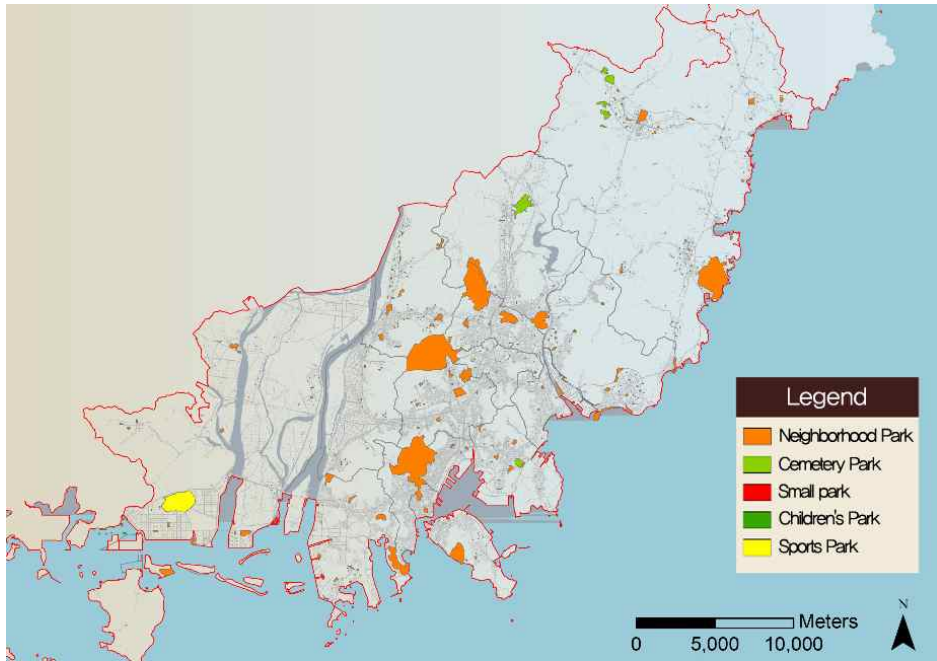 Legend
Neighborhood Park
Cemetery Park
Small park
Children's Park
Sports Park
N
Meters
0 5,000 10,000